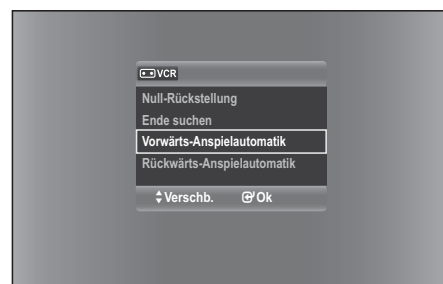 VCR
Null-Rückstellung
Ende suchen
Vorwärts-Anspielautomatik
Rückwärts-Anspielautomatik
Verschb. Ok